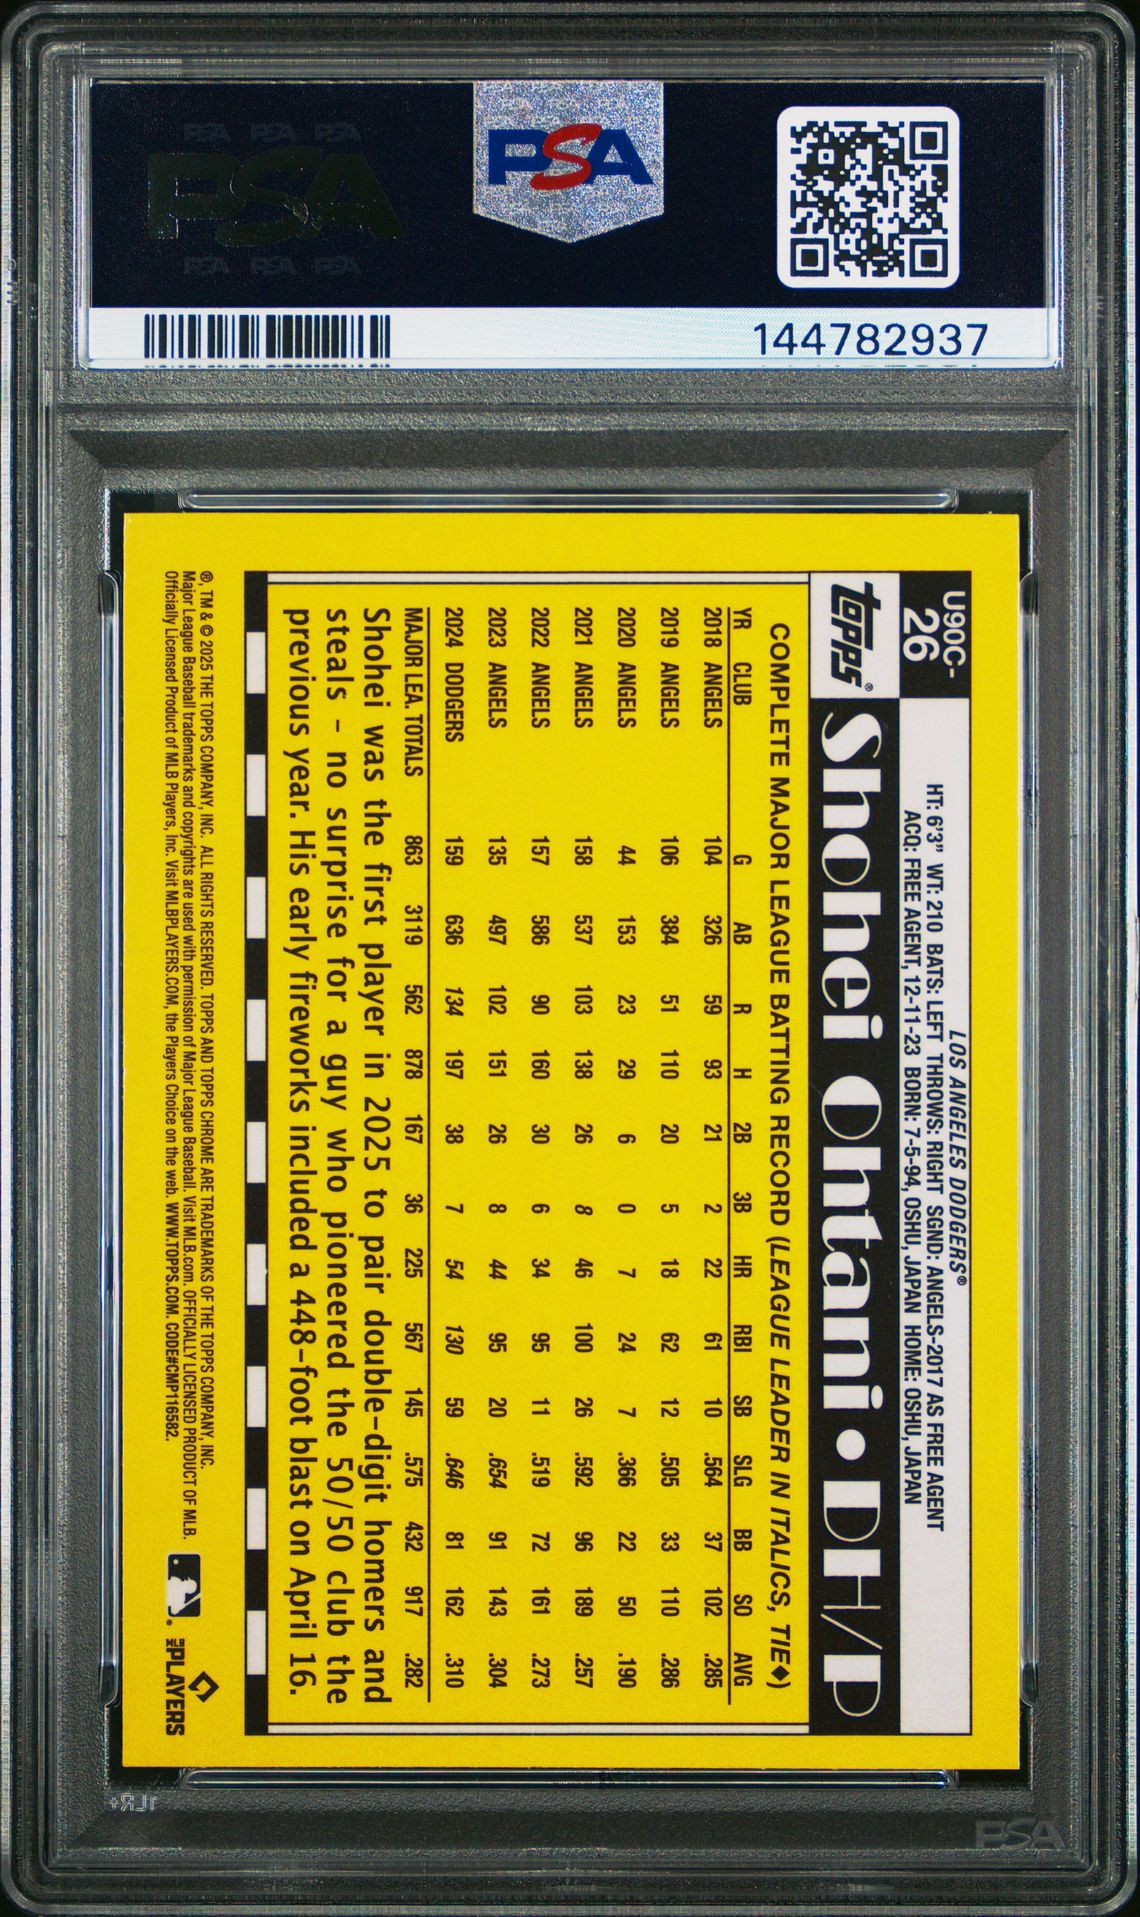 PSA PSA PSA
PSA
PSA PSA PSA
PSA
144782937
U90C-
26
LOS ANGELES DODGERS®
HT: 6'3" WT: 210 BATS: LEFT THROWS: RIGHT SGND: ANGELS-2017 AS FREE AGENT
ACQ: FREE AGENT, 12-11-23 BORN: 7-5-94, OSHU, JAPAN HOME: OSHU, JAPAN
topps® Shohei Ohtani • DH/P
COMPLETE MAJOR LEAGUE BATTING RECORD (LEAGUE LEADER IN ITALICS, TIE♦)
YR CLUB G AB R H 2B 3B HR RBI SB SLG BB SO AVG
2018 ANGELS 104 326 59 93 21 2 22 61 10 .564 37 102 .285
2019 ANGELS 106 384 51 110 20 5 18 62 12 .505 33 110 .286
2020 ANGELS 44 153 23 29 6 0 7 24 7 .366 22 50 .190
2021 ANGELS 158 537 103 138 26 8 46 100 26 .592 96 189 .257
2022 ANGELS 157 586 90 160 30 6 34 95 11 .519 72 161 .273
2023 ANGELS 135 497 102 151 26 8 44 95 20 .654 91 143 .304
2024 DODGERS 159 636 134 197 38 7 54 130 59 .646 81 162 .310
MAJOR LEA. TOTALS 863 3119 562 878 167 36 225 567 145 .575 432 917 .282
Shohei was the first player in 2025 to pair double-digit homers and
steals – no surprise for a guy who pioneered the 50/50 club the
previous year. His early fireworks included a 448-foot blast on April 16.
®, TM & © 2025 THE TOPPS COMPANY, INC. ALL RIGHTS RESERVED. TOPPS AND TOPPS CHROME ARE TRADEMARKS OF THE TOPPS COMPANY, INC.
Major League Baseball trademarks and copyrights are used with permission of Major League Baseball. Visit MLB.com. OFFICIALLY LICENSED PRODUCT OF MLB.
Officially Licensed Product of MLB Players, Inc. Visit MLBPLAYERS.COM, the Players Choice on the web. WWW.TOPPS.COM. CODE#CMP116582.
MLB
PLAYERS
1LR+
PSA